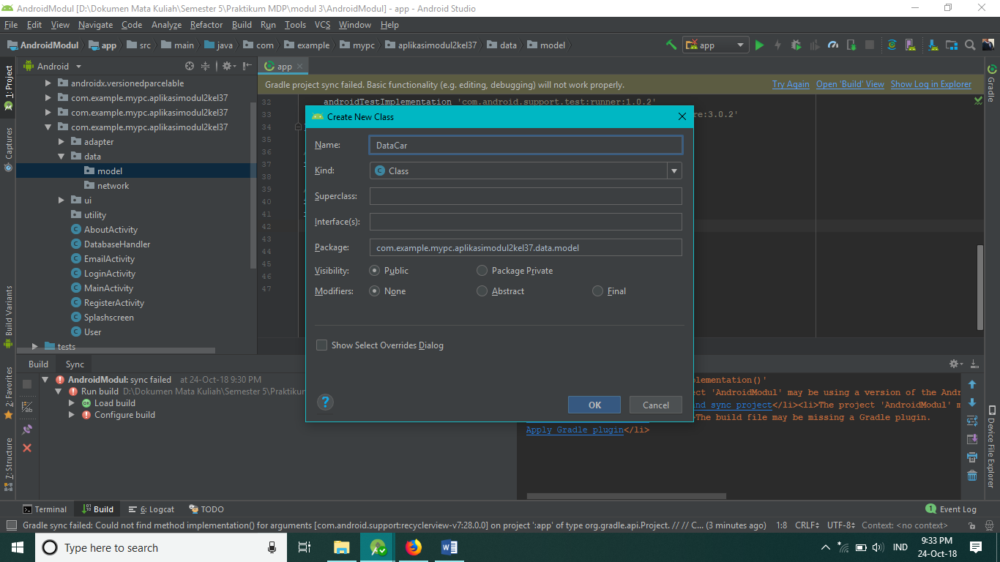 AndroidModul [D:\Dokumen Mata Kuliah\Semester 5\Praktikum MDP\modul 3\AndroidModul] - app - Android Studio
File Edit View Navigate Code Analyze Refactor Build Run Tools VCS Window Help
AndroidModul app src main java com example mypc aplikasimodul2kel37 data model app
1: Project
Captures
Build Variants
2: Favorites
7: Structure
Android
androidx.versionedparcelable
com.example.mypc.aplikasimodul2kel37
com.example.mypc.aplikasimodul2kel37
com.example.mypc.aplikasimodul2kel37
adapter
data
model
network
ui
utility
AboutActivity
DatabaseHandler
EmailActivity
LoginActivity
MainActivity
RegisterActivity
Splashscreen
User
tests
app
Gradle project sync failed. Basic functionality (e.g. editing, debugging) will not work properly. Try Again Open 'Build' View Show Log in Explorer
32 androidTestImplementation 'com.android.support.test:runner:1.0.2'
33 re:3.0.2'
34
35
36
37
38
39
40
41
42
43
44
45
46
47
Create New Class
Name: DataCar
Kind: Class
Superclass:
Interface(s):
Package: com.example.mypc.aplikasimodul2kel37.data.model
Visibility: Public Package Private
Modifiers: None Abstract Final
Show Select Overrides Dialog
? OK Cancel
Gradle
Device File Explorer
Build Sync
AndroidModul: sync failed at 24-Oct-18 9:30 PM
Run build D:\Dokumen Mata Kuliah\Semester 5\Praktikur
OK Load build
Configure build
plementation()'
ect 'AndroidModul' may be using a version of the Andr
nd sync project</li><li>The project 'AndroidModul' m
>The build file may be missing a Gradle plugin.
Apply Gradle plugin</li>
Terminal Build 6: Logcat TODO 1 Event Log
Gradle sync failed: Could not find method implementation() for arguments [com.android.support:recyclerview-v7:28.0.0] on project ':app' of type org.gradle.api.Project. // // C... (3 minutes ago) 1:8 CRLF UTF-8 Context: <no context>
Type here to search
IND
9:33 PM
24-Oct-18